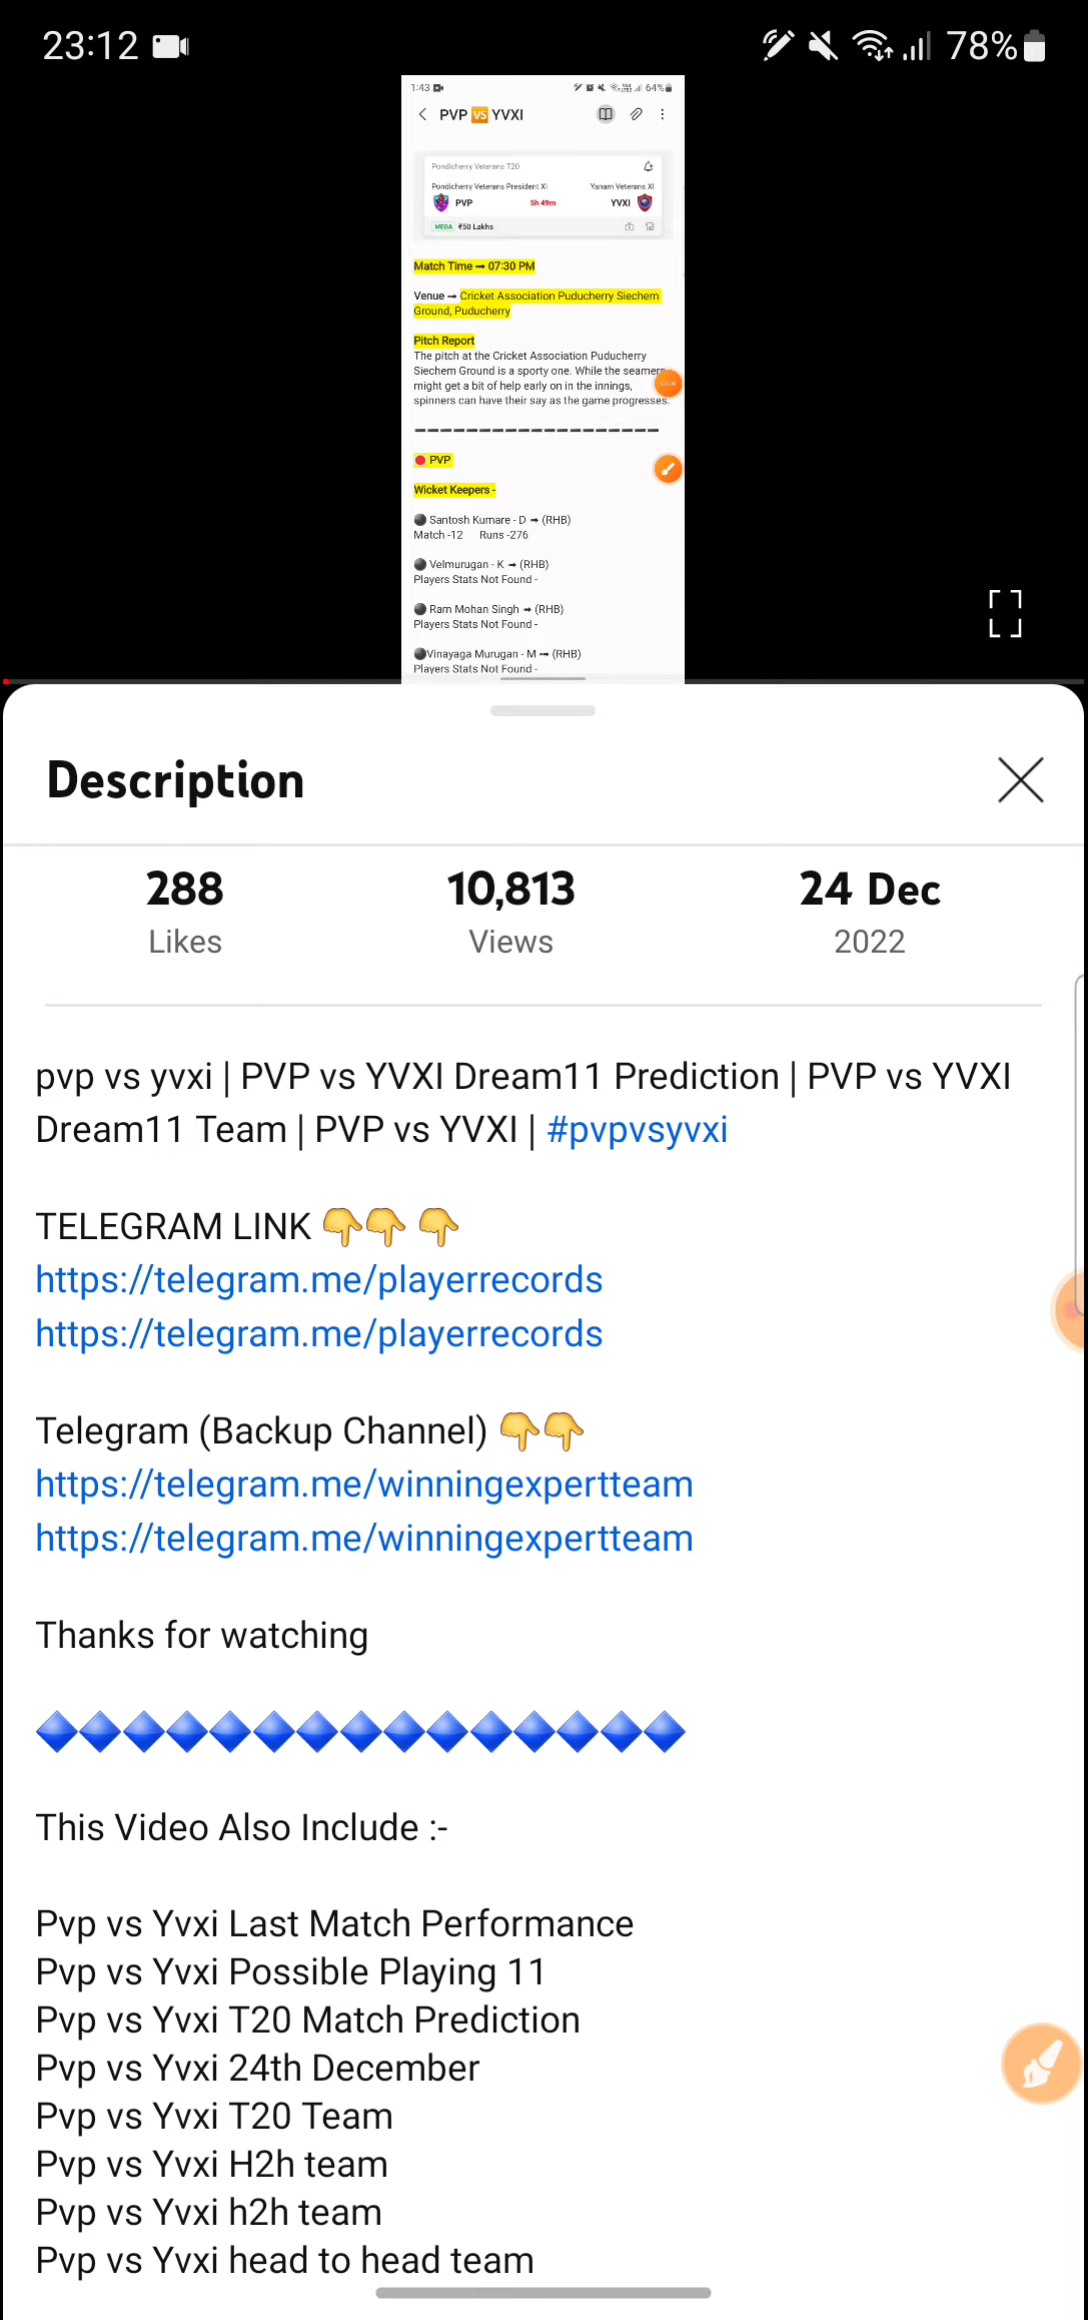 23:12
78%
1:43
64%
PVP VS YVXI
Pondicherry Veterans T20
Pondicherry Veterans President XI Yanam Veterans XI
PVP 5h 49m YVXI
MEGA ₹50 Lakhs
Match Time ➞ 07:30 PM
Venue ➞ Cricket Association Puducherry Siechem
Ground, Puducherry
Pitch Report
The pitch at the Cricket Association Puducherry
Siechem Ground is a sporty one. While the seamers
might get a bit of help early on in the innings,
spinners can have their say as the game progresses.
🔴 PVP
Wicket Keepers -
⚫ Santosh Kumare - D ➞ (RHB)
Match -12 Runs -276
⚫ Velmurugan - K ➞ (RHB)
Players Stats Not Found -
⚫ Ram Mohan Singh ➞ (RHB)
Players Stats Not Found -
⚫Vinayaga Murugan - M ➞ (RHB)
Players Stats Not Found -
Description
288 10,813 24 Dec
Likes Views 2022
pvp vs yvxi | PVP vs YVXI Dream11 Prediction | PVP vs YVXI
Dream11 Team | PVP vs YVXI | #pvpvsyvxi
TELEGRAM LINK 👇👇 👇
https://telegram.me/playerrecords
https://telegram.me/playerrecords
Telegram (Backup Channel) 👇👇
https://telegram.me/winningexpertteam
https://telegram.me/winningexpertteam
Thanks for watching
🔷🔷🔷🔷🔷🔷🔷🔷🔷🔷🔷🔷🔷🔷🔷
This Video Also Include :-
Pvp vs Yvxi Last Match Performance
Pvp vs Yvxi Possible Playing 11
Pvp vs Yvxi T20 Match Prediction
Pvp vs Yvxi 24th December
Pvp vs Yvxi T20 Team
Pvp vs Yvxi H2h team
Pvp vs Yvxi h2h team
Pvp vs Yvxi head to head team